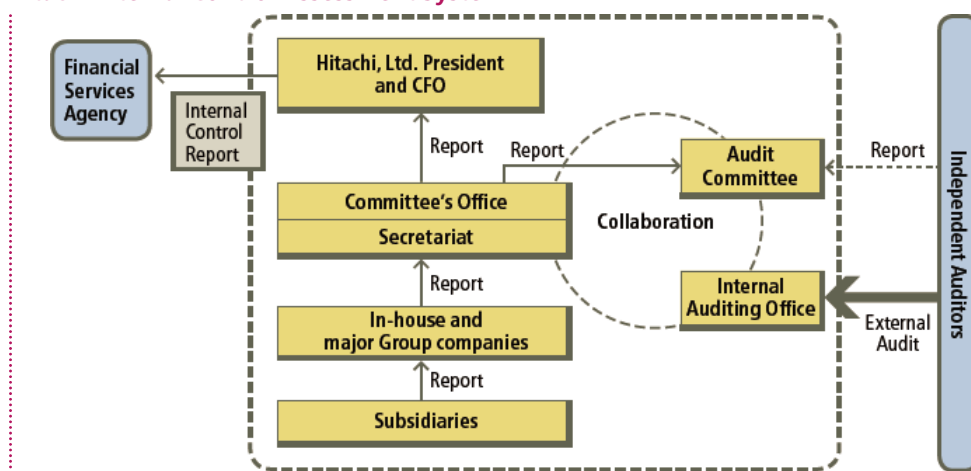 Financial
Services
Agency
Internal
Control
Report
Hitachi, Ltd. President
and CFO
Report
Report
Committee's Office
Secretariat
Report
In-house and
major Group companies
Report
Subsidiaries
Collaboration
Audit
Committee
Internal
Auditing Office
Report
External
Audit
Independent Auditors